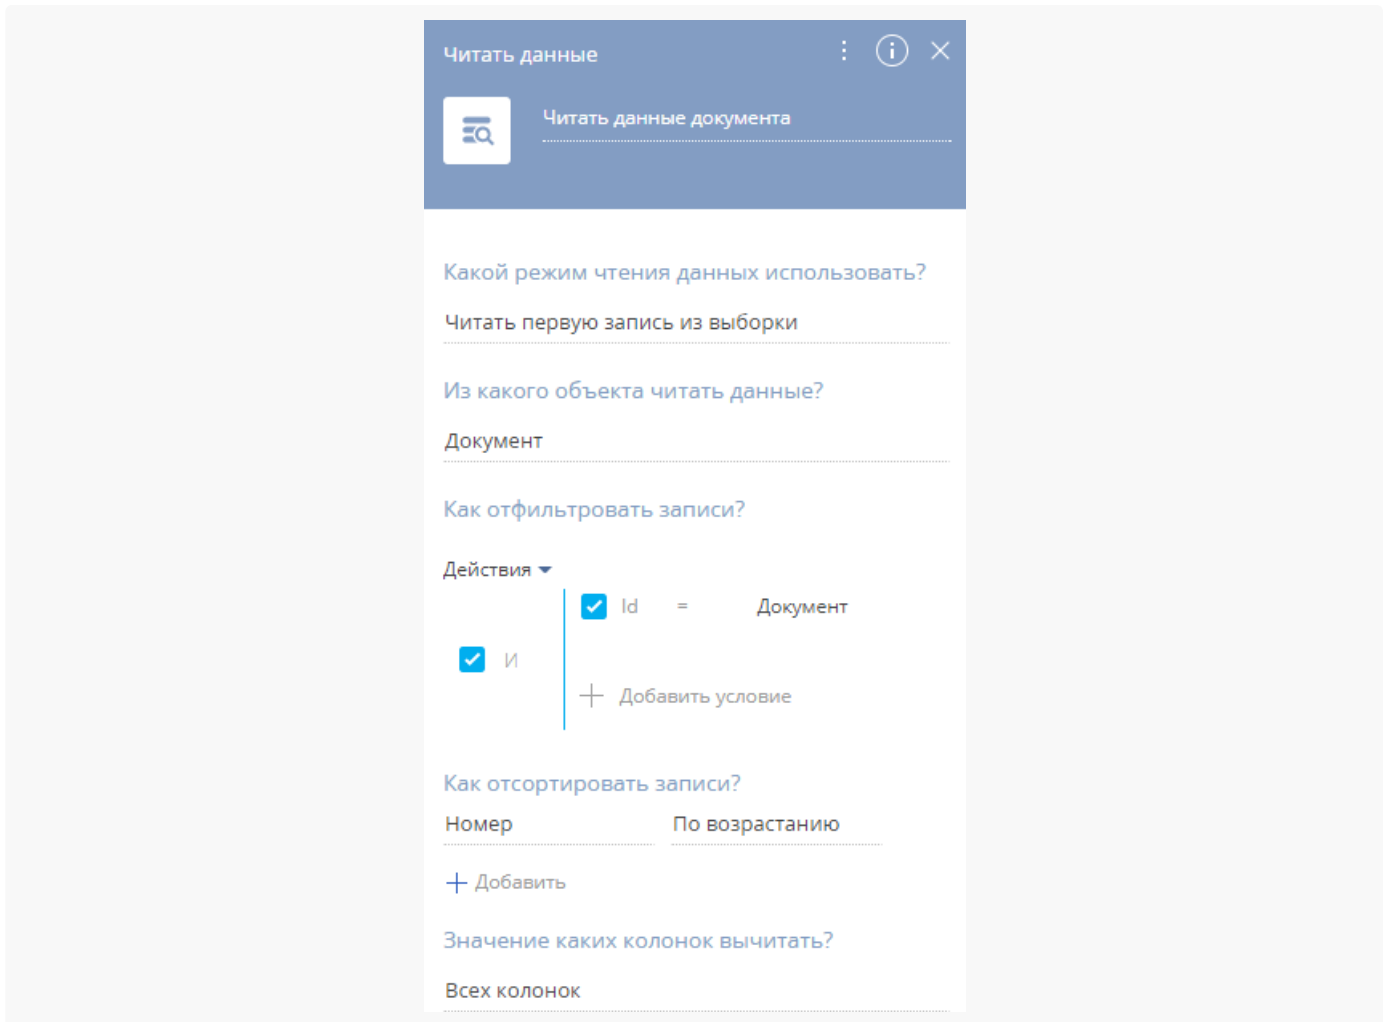 Читать данные
Читать данные документа
Какой режим чтения данных использовать?
Читать первую запись из выборки
Из какого объекта читать данные?
Документ
Как отфильтровать записи?
Действия
Id = Документ
И
Добавить условие
Как отсортировать записи?
Номер По возрастанию
Добавить
Значение каких колонок вычитать?
Всех колонок